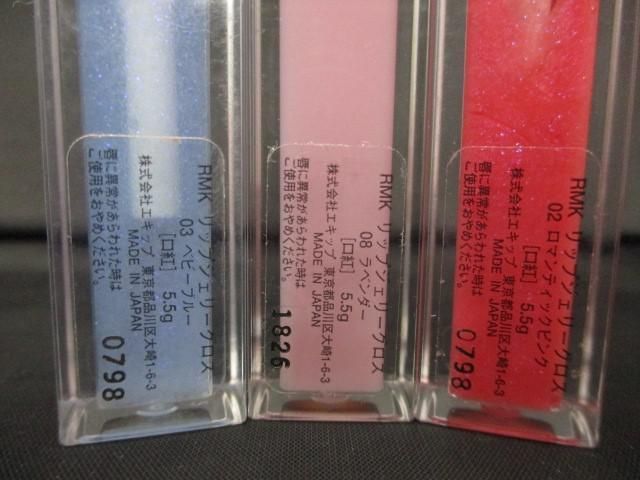 RMK リップジェリーグロス
03 ベビーブルー
[口紅] 5.5g
株式会社エキップ 東京都品川区大崎1-6-3
MADE IN JAPAN
唇に異常があらわれた時は
ご使用をおやめください。
0798
RMK リップジェリーグロス
08 ラベンダー
[口紅] 5.5g
株式会社エキップ 東京都品川区大崎1-6-3
MADE IN JAPAN
唇に異常があらわれた時は
ご使用をおやめください。
1826
RMK リップジェリーグロス
02 ロマンティックピンク
[口紅] 5.5g
株式会社エキップ 東京都品川区大崎1-6-3
MADE IN JAPAN
唇に異常があらわれた時は
ご使用をおやめください。
0798